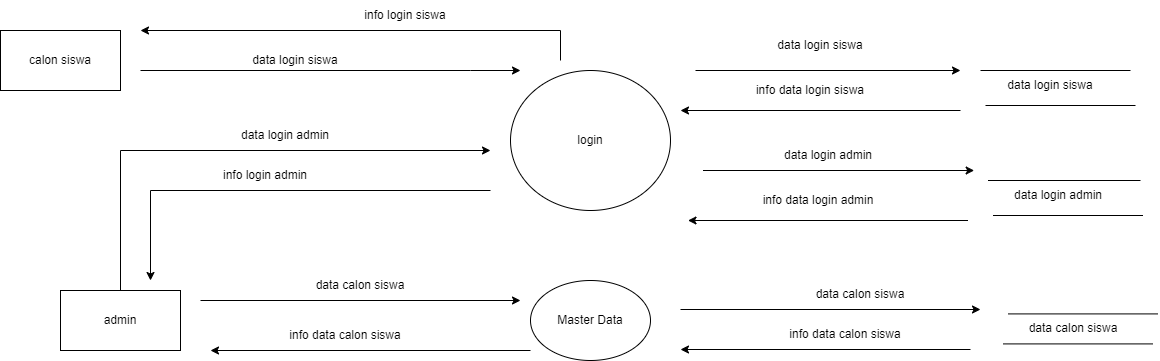 info login siswa
calon siswa
data login siswa
data login siswa
info data login siswa
data login siswa
data login admin
login
info login admin
data login admin
info data login admin
data login admin
admin
data calon siswa
info data calon siswa
Master Data
data calon siswa
info data calon siswa
data calon siswa